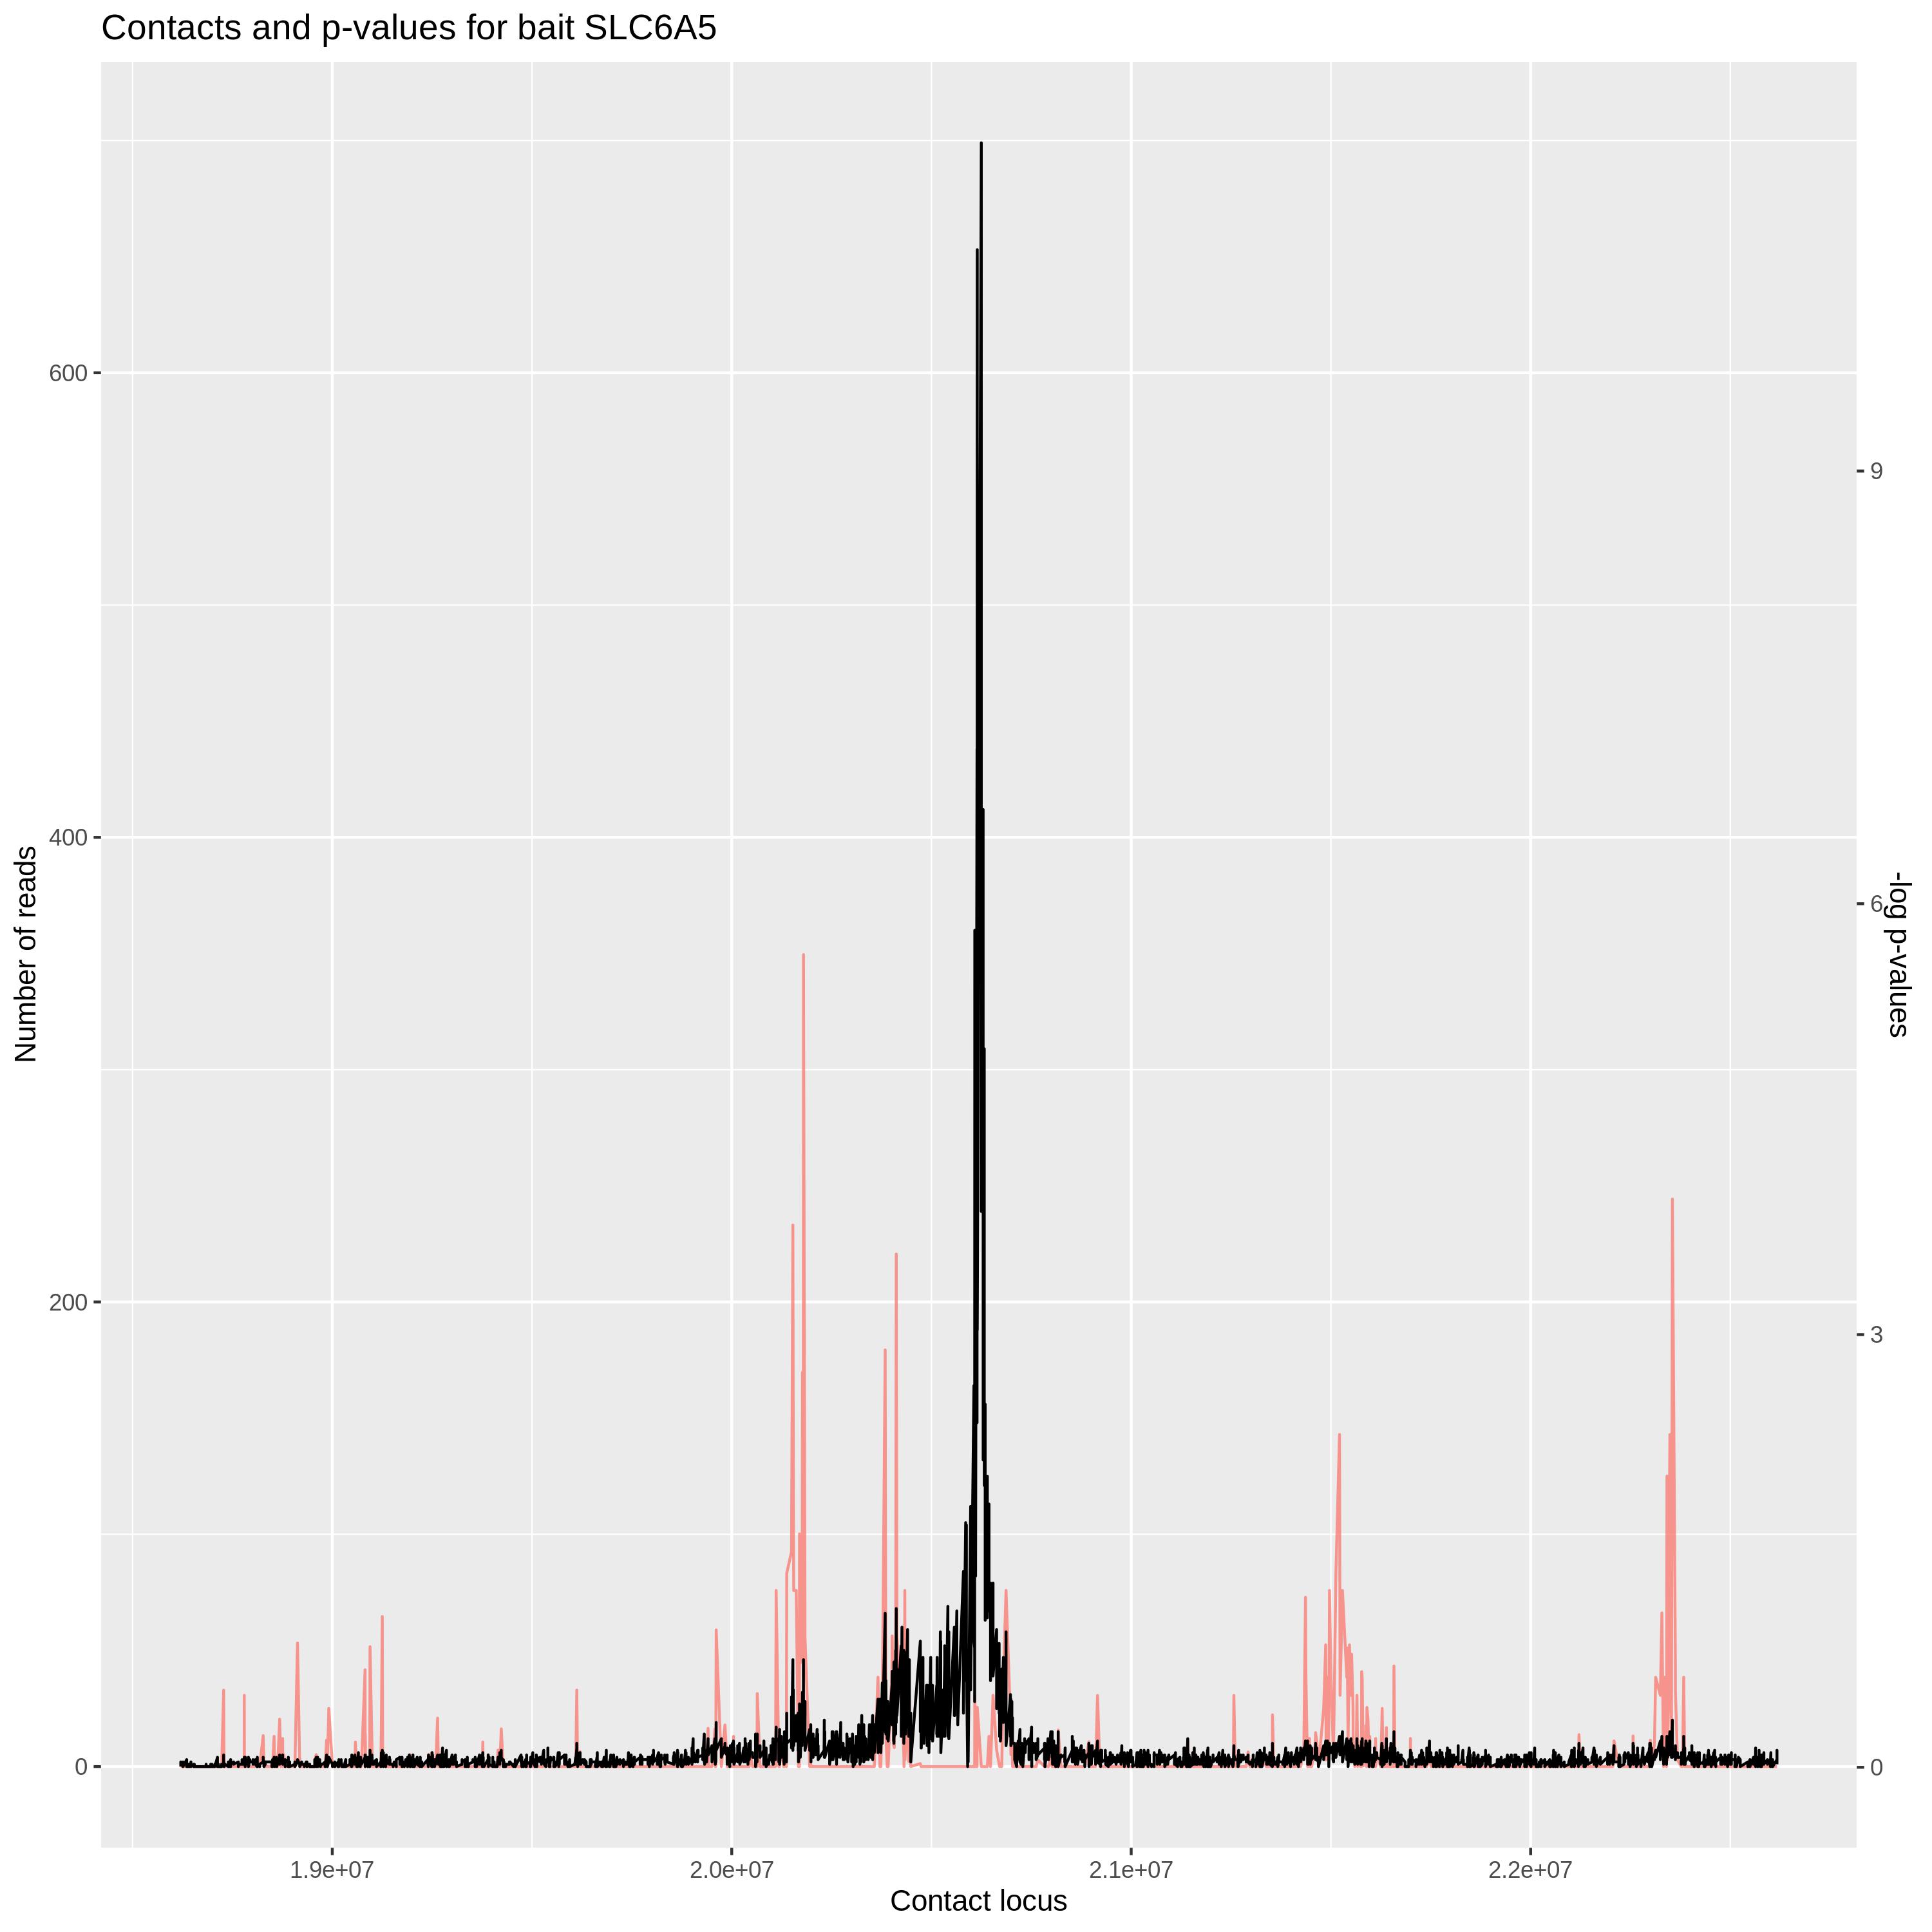 Contacts and p-values for bait SLC6A5
Number of reads
600
400
200
0
9
6
3
0
-log p-values
1.9e+07
2.0e+07
2.1e+07
2.2e+07
Contact locus